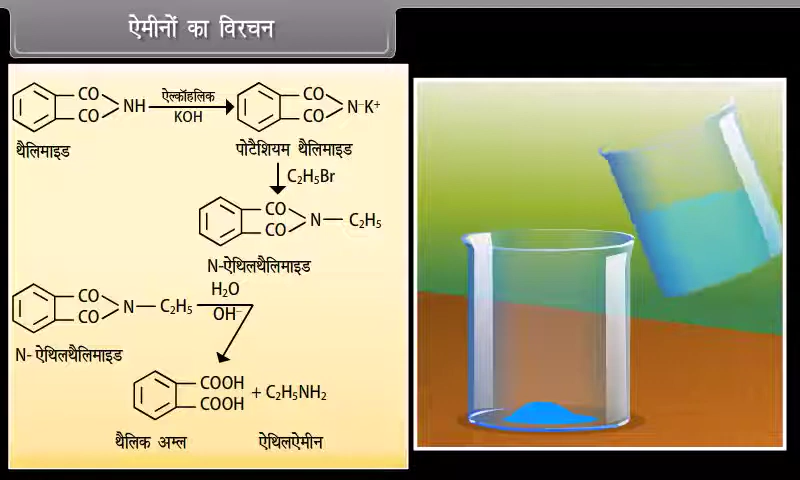 ऐमीनों का विरचन
CO
CO
NH
ऐल्कॉहलिक
KOH
CO
CO
N⁻K⁺
थैलिमाइड
पोटैशियम थैलिमाइड
C₂H₅Br
CO
CO
N — C₂H₅
N-ऐथिलथैलिमाइड
CO
CO
N — C₂H₅
H₂O
OH⁻
N- ऐथिलथैलिमाइड
COOH
COOH
+ C₂H₅NH₂
थैलिक अम्ल
ऐथिलऐमीन